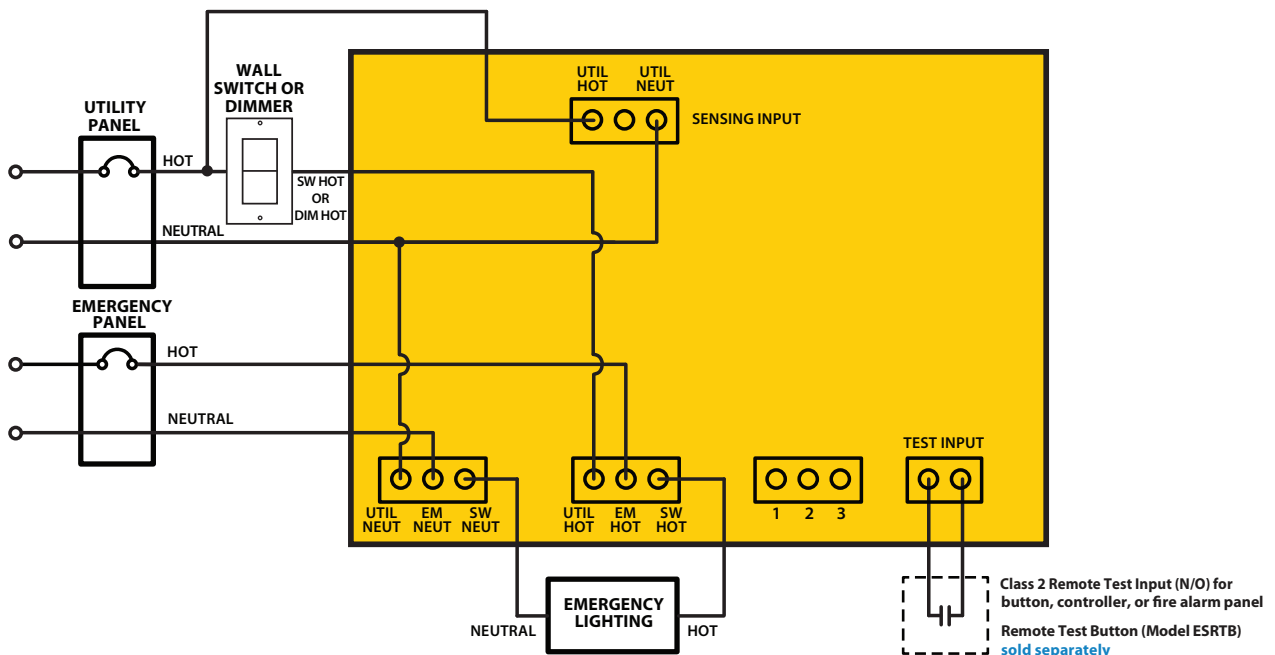 WALL
SWITCH OR
DIMMER
UTILITY
PANEL
HOT
SW HOT
OR
DIM HOT
NEUTRAL
UTIL
HOT
UTIL
NEUT
SENSING INPUT
EMERGENCY
PANEL
HOT
NEUTRAL
UTIL
NEUT
EM
NEUT
SW
NEUT
UTIL
HOT
EM
HOT
SW
HOT
1 2 3
TEST INPUT
EMERGENCY
LIGHTING
NEUTRAL
HOT
Class 2 Remote Test Input (N/O) for
button, controller, or fire alarm panel
Remote Test Button (Model ESRTB)
sold separately